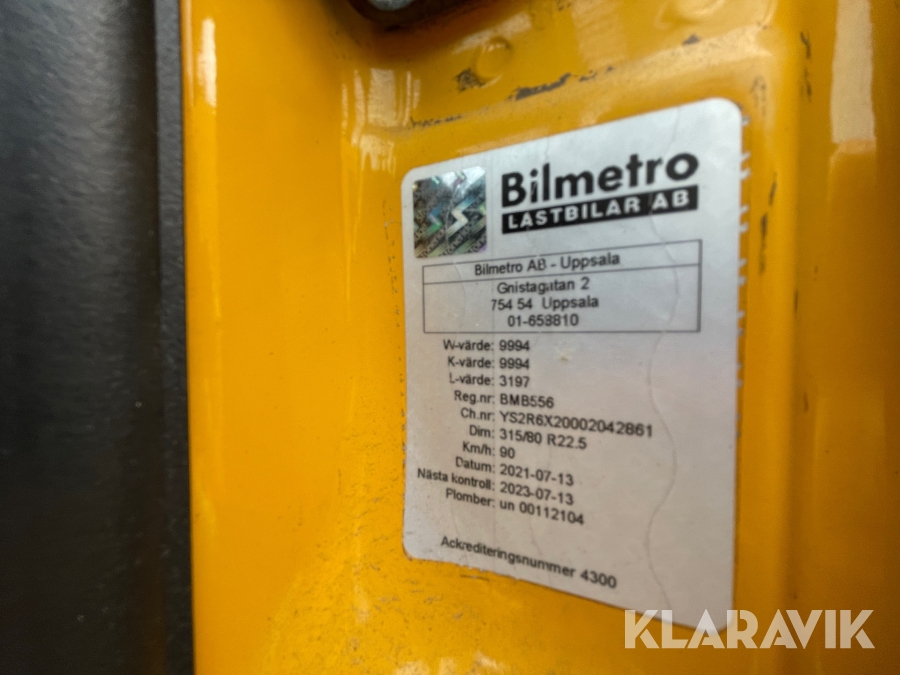 Bilmetro
LASTBILAR AB
Bilmetro AB - Uppsala
Gnistagatan 2
754 54 Uppsala
01-658810
W-värde: 9994
K-värde: 9994
L-värde: 3197
Reg.nr: BMB556
Ch.nr: YS2R6X20002042861
Dim: 315/80 R22.5
Km/h: 90
Datum: 2021-07-13
Nästa kontroll: 2023-07-13
Plomber: un 00112104
Ackrediteringsnummer 4300
KLARAVIK